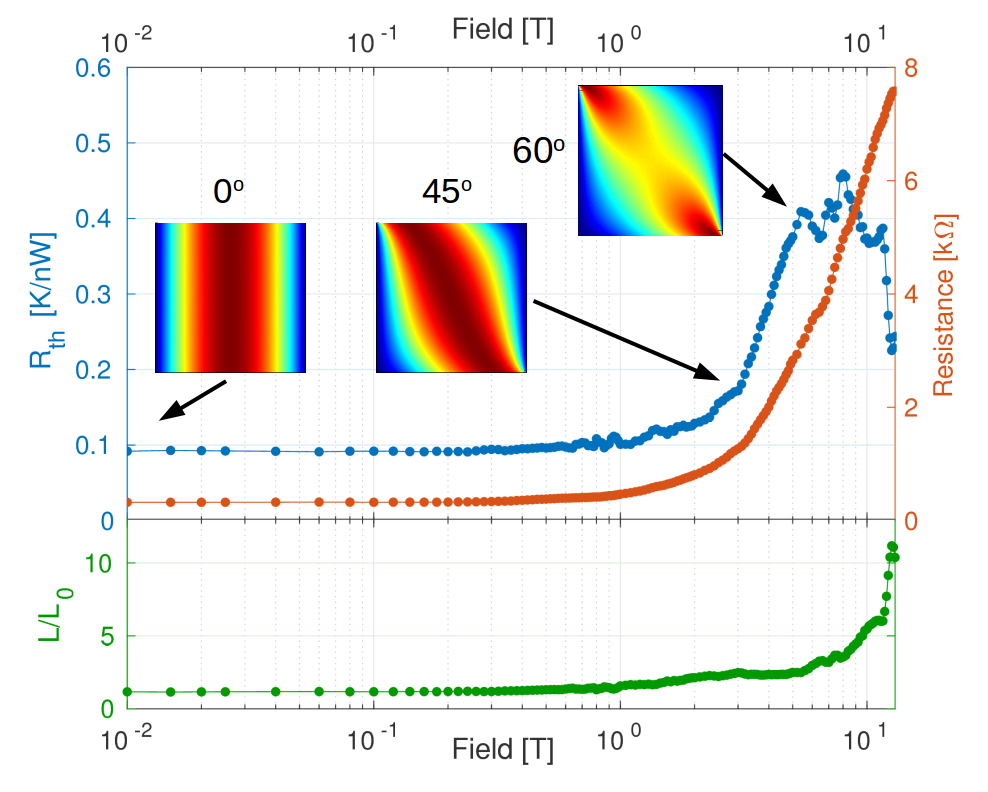 Field [T]
10⁻² 10⁻¹ 10⁰ 10¹
0.6 8
0.5
60º
6
0º 45º
0.4
R_th [K/nW]
Resistance [kΩ]
0.3 4
0.2
2
0.1
0 0
10
L/L₀
5
0
10⁻² 10⁻¹ 10⁰ 10¹
Field [T]